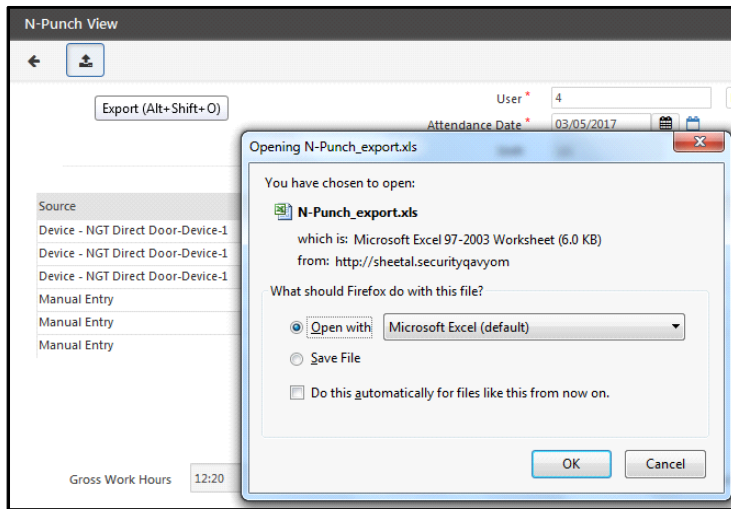 N-Punch View
Export (Alt+Shift+O)
User *
4
Attendance Date *
03/05/2017
Opening N-Punch_export.xls
You have chosen to open:
N-Punch_export.xls
which is: Microsoft Excel 97-2003 Worksheet (6.0 KB)
from: http://sheetal.securityqavyom
What should Firefox do with this file?
Open with
Microsoft Excel (default)
Save File
Do this automatically for files like this from now on.
OK
Cancel
Source
Device - NGT Direct Door-Device-1
Device - NGT Direct Door-Device-1
Device - NGT Direct Door-Device-1
Manual Entry
Manual Entry
Manual Entry
Gross Work Hours
12:20